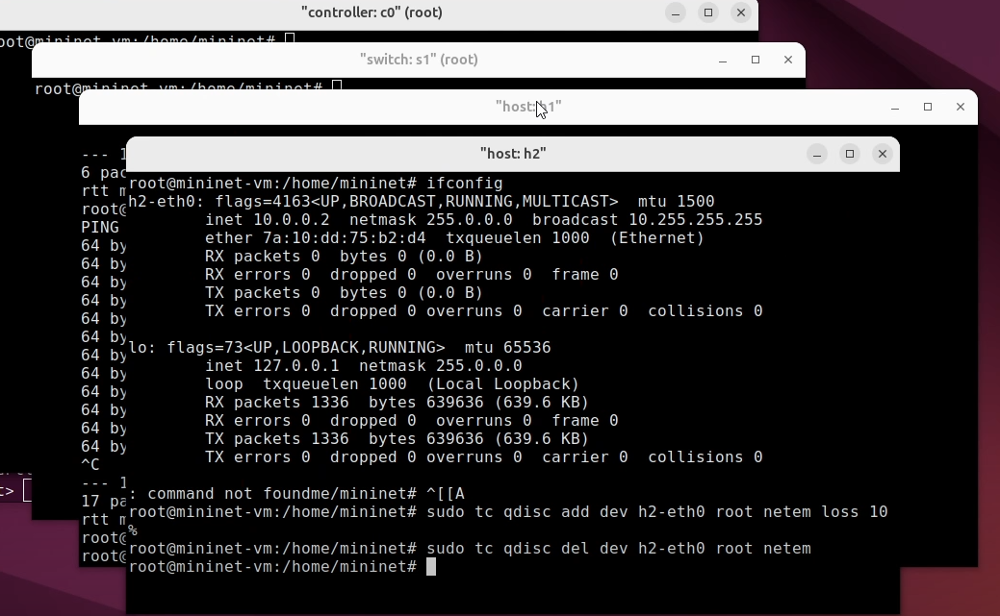 "controller: c0" (root)
oot@mininet-vm:/home/mininet#
"switch: s1" (root)
root@mininet-vm:/home/mininet#
"host: h1"
--- 1
6 pac
rtt m
root@
PING
64 by
64 by
64 by
64 by
64 by
64 by
64 by
64 by
64 by
64 by
64 by
64 by
^C
--- 1
17 pa
rtt m
root@
root@
c>
"host: h2"
root@mininet-vm:/home/mininet# ifconfig
h2-eth0: flags=4163<UP,BROADCAST,RUNNING,MULTICAST>  mtu 1500
        inet 10.0.0.2  netmask 255.0.0.0  broadcast 10.255.255.255
        ether 7a:10:dd:75:b2:d4  txqueuelen 1000  (Ethernet)
        RX packets 0  bytes 0 (0.0 B)
        RX errors 0  dropped 0  overruns 0  frame 0
        TX packets 0  bytes 0 (0.0 B)
        TX errors 0  dropped 0 overruns 0  carrier 0  collisions 0
lo: flags=73<UP,LOOPBACK,RUNNING>  mtu 65536
        inet 127.0.0.1  netmask 255.0.0.0
        loop  txqueuelen 1000  (Local Loopback)
        RX packets 1336  bytes 639636 (639.6 KB)
        RX errors 0  dropped 0  overruns 0  frame 0
        TX packets 1336  bytes 639636 (639.6 KB)
        TX errors 0  dropped 0 overruns 0  carrier 0  collisions 0
: command not foundme/mininet# ^[[A
root@mininet-vm:/home/mininet# sudo tc qdisc add dev h2-eth0 root netem loss 10
%
root@mininet-vm:/home/mininet# sudo tc qdisc del dev h2-eth0 root netem
root@mininet-vm:/home/mininet#